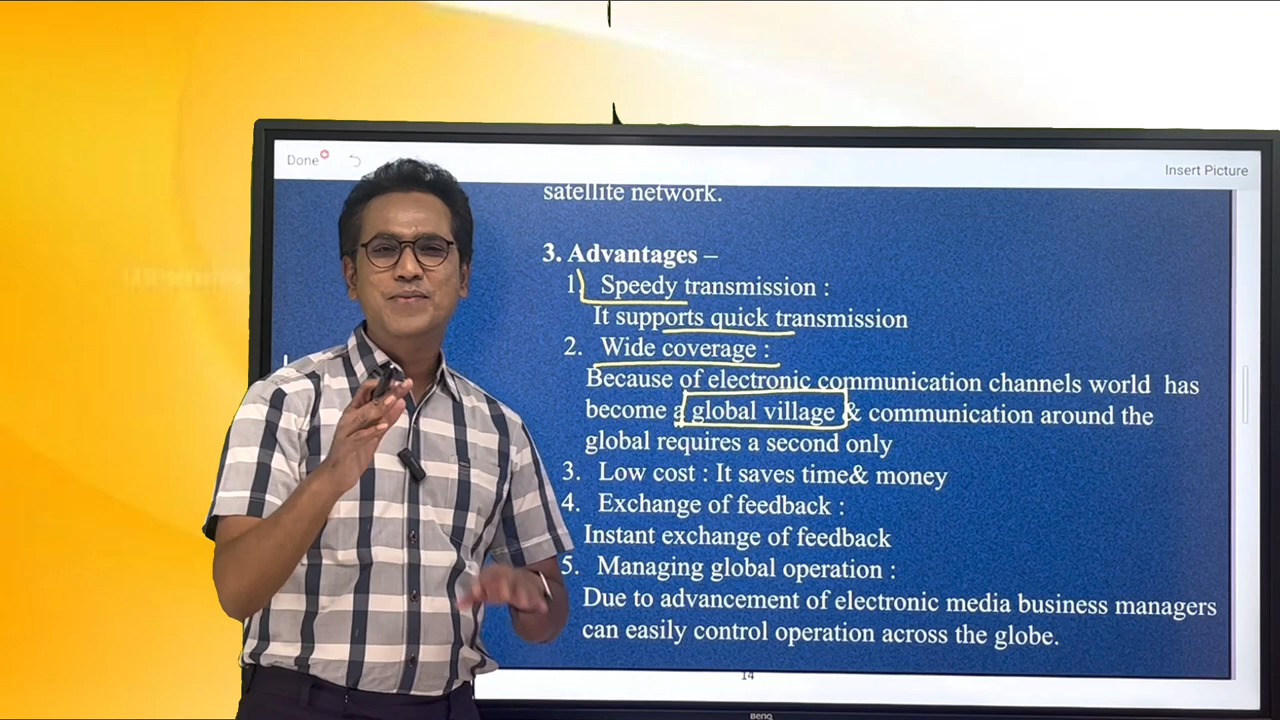 Done
Insert Picture
satellite network.
3. Advantages –
1) Speedy transmission :
It supports quick transmission
2. Wide coverage :
Because of electronic communication channels world has
become a global village & communication around the
global requires a second only
3. Low cost : It saves time& money
4. Exchange of feedback :
Instant exchange of feedback
5. Managing global operation :
Due to advancement of electronic media business managers
can easily control operation across the globe.
14
BenQ